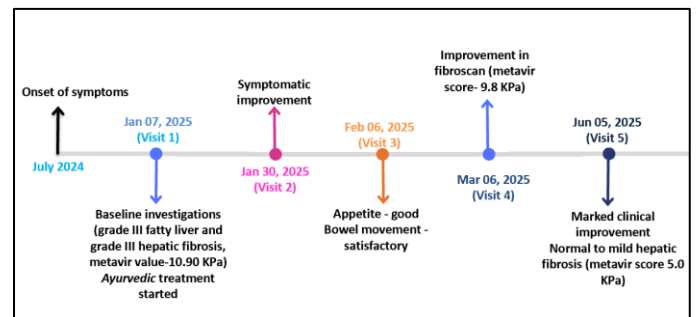 Onset of symptoms
July 2024
Jan 07, 2025
(Visit 1)
Baseline investigations
(grade III fatty liver and
grade III hepatic fibrosis,
metavir value-10.90 KPa)
Ayurvedic treatment
started
Symptomatic
improvement
Jan 30, 2025
(Visit 2)
Feb 06, 2025
(Visit 3)
Appetite - good
Bowel movement -
satisfactory
Improvement in
fibroscan (metavir
score- 9.8 KPa)
Mar 06, 2025
(Visit 4)
Jun 05, 2025
(Visit 5)
Marked clinical
improvement
Normal to mild hepatic
fibrosis (metavir score 5.0
KPa)